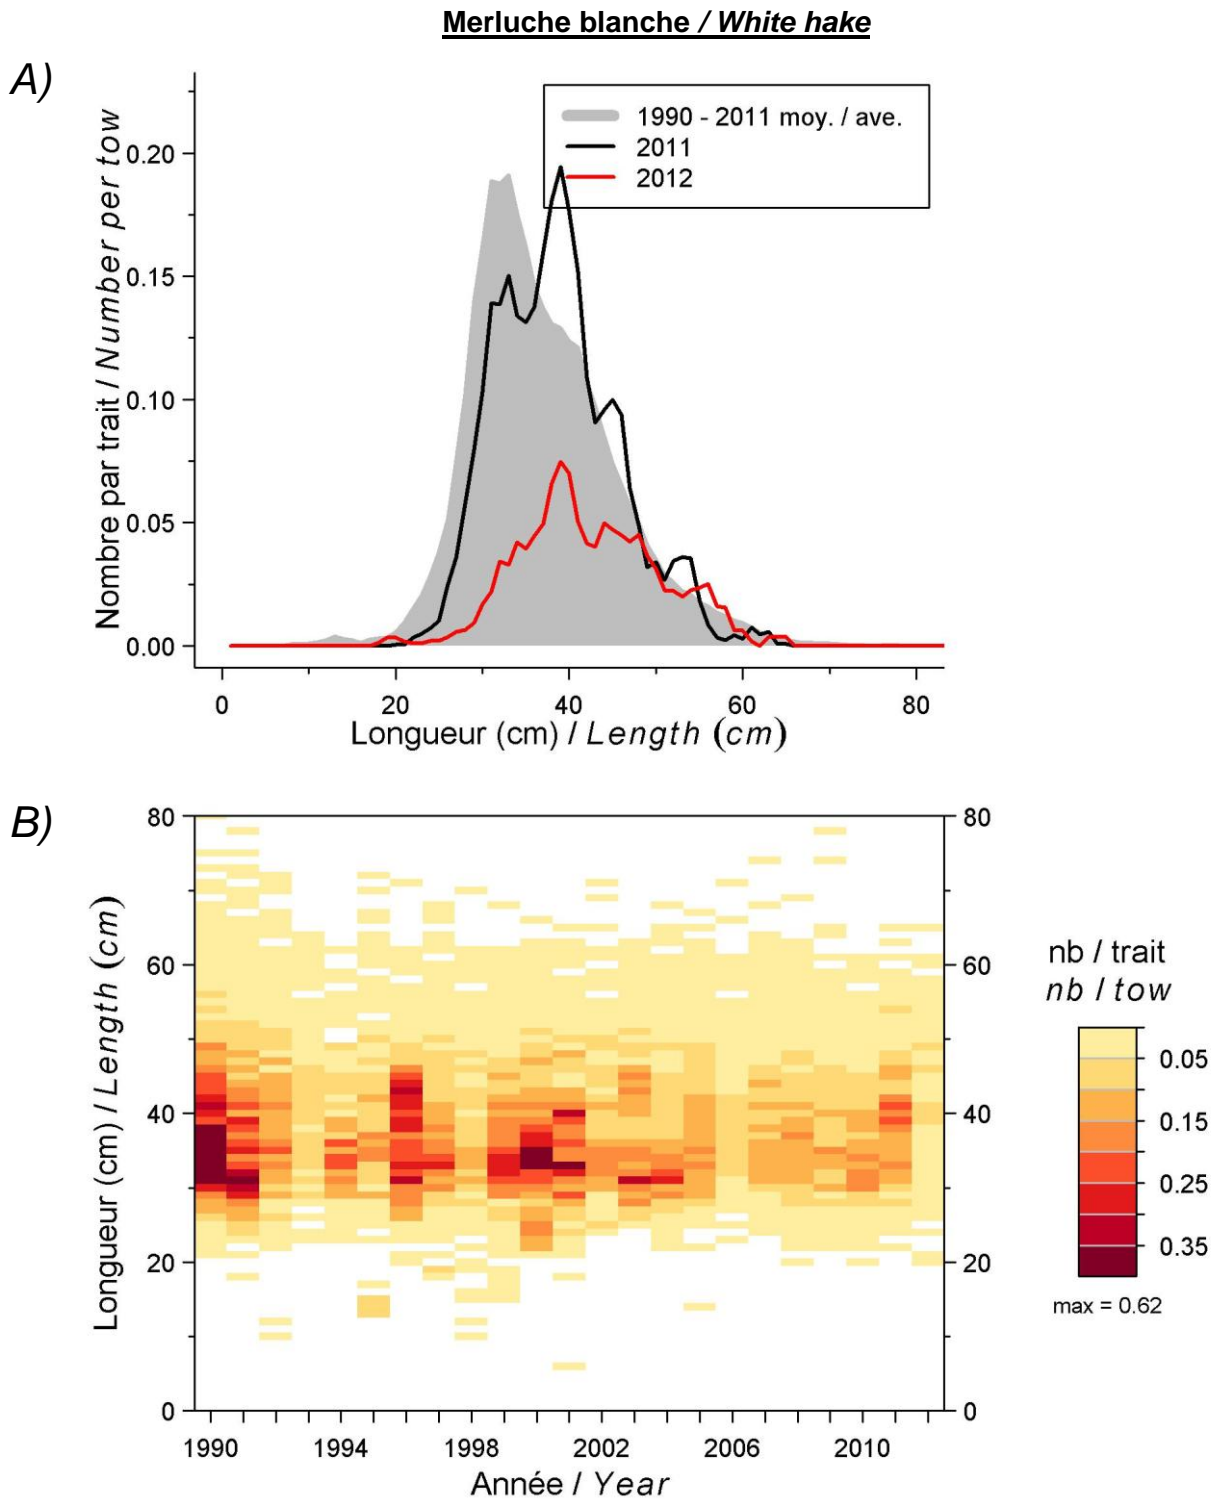 Merluche blanche / White hake
A)
Nombre par trait / Number per tow
0.20
0.15
0.10
0.05
0.00
1990 - 2011 moy. / ave.
2011
2012
0 20 40 60 80
Longueur (cm) / Length (cm)
B)
Longueur (cm) / Length (cm)
80
60
40
20
0
80
60
40
20
0
1990 1994 1998 2002 2006 2010
Année / Year
nb / trait
nb / tow
0.05
0.15
0.25
0.35
max = 0.62